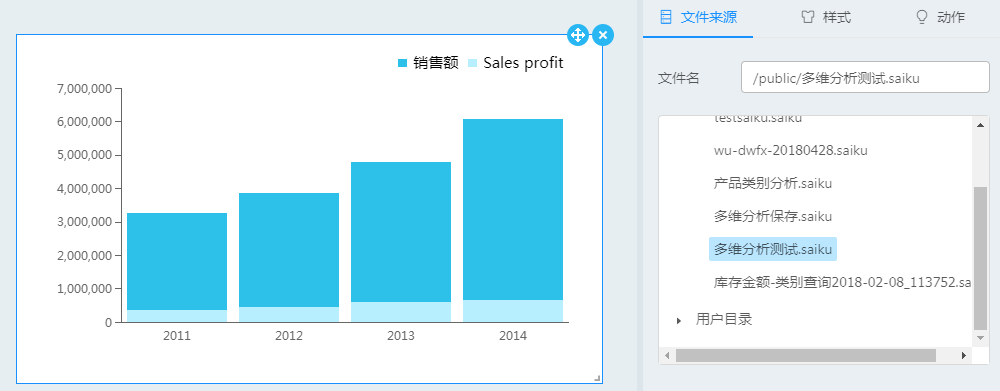 销售额 Sales profit
7,000,000
6,000,000
5,000,000
4,000,000
3,000,000
2,000,000
1,000,000
0
2011 2012 2013 2014
文件来源 样式 动作
文件名 /public/多维分析测试.saiku
testsaiku.saiku
wu-dwfx-20180428.saiku
产品类别分析.saiku
多维分析保存.saiku
多维分析测试.saiku
库存金额-类别查询2018-02-08_113752.sa
用户目录